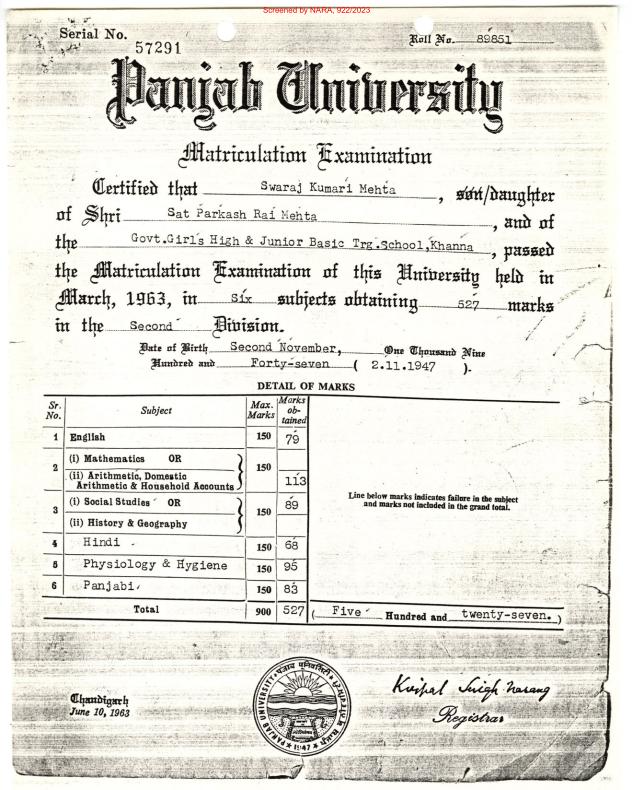 Screened by NARA, 922/2023
Serial No. 57291
Roll No. 89851
Panjab University
Matriculation Examination
Certified that Swaraj Kumari Mehta, son/daughter
of Shri Sat Parkash Rai Mehta, and of
the Govt.Girl's High & Junior Basic Trg.School,Khanna, passed
the Matriculation Examination of this University held in
March, 1963, in Six subjects obtaining 527 marks
in the Second Division.
Date of Birth Second November, One Thousand Nine
Hundred and Forty-seven ( 2.11.1947 ).
DETAIL OF MARKS
Sr. No. Subject Max. Marks Marks ob-tained
1 English 150 79
2 (i) Mathematics OR
(ii) Arithmetic, Domestic Arithmetic & Household Accounts 150 113
3 (i) Social Studies OR 150 89
(ii) History & Geography
4 Hindi 150 68
5 Physiology & Hygiene 150 95
6 Panjabi 150 83
Line below marks indicates failure in the subject
and marks not included in the grand total.
Total 900 527 ( Five Hundred and twenty-seven. )
Chandigarh
June 10, 1963
PANJAB UNIVERSITY
1947
Registrar